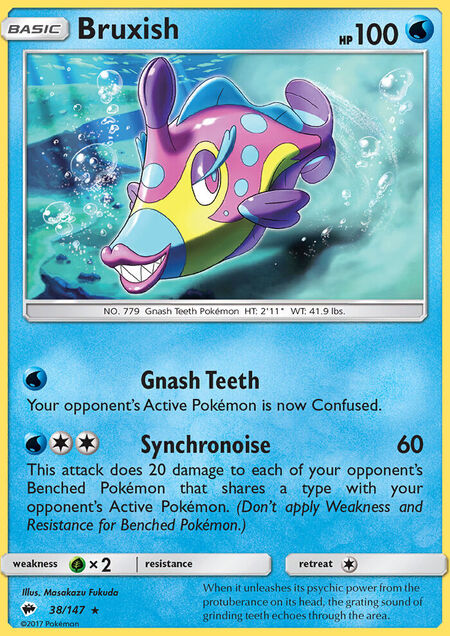 BASIC Bruxish HP 100
NO. 779 Gnash Teeth Pokémon HT: 2'11" WT: 41.9 lbs.
Gnash Teeth
Your opponent's Active Pokémon is now Confused.
Synchronoise 60
This attack does 20 damage to each of your opponent's
Benched Pokémon that shares a type with your
opponent's Active Pokémon. (Don't apply Weakness and
Resistance for Benched Pokémon.)
weakness ×2 resistance retreat
Illus. Masakazu Fukuda
38/147
©2017 Pokémon
When it unleashes its psychic power from the
protuberance on its head, the grating sound of
grinding teeth echoes through the area.